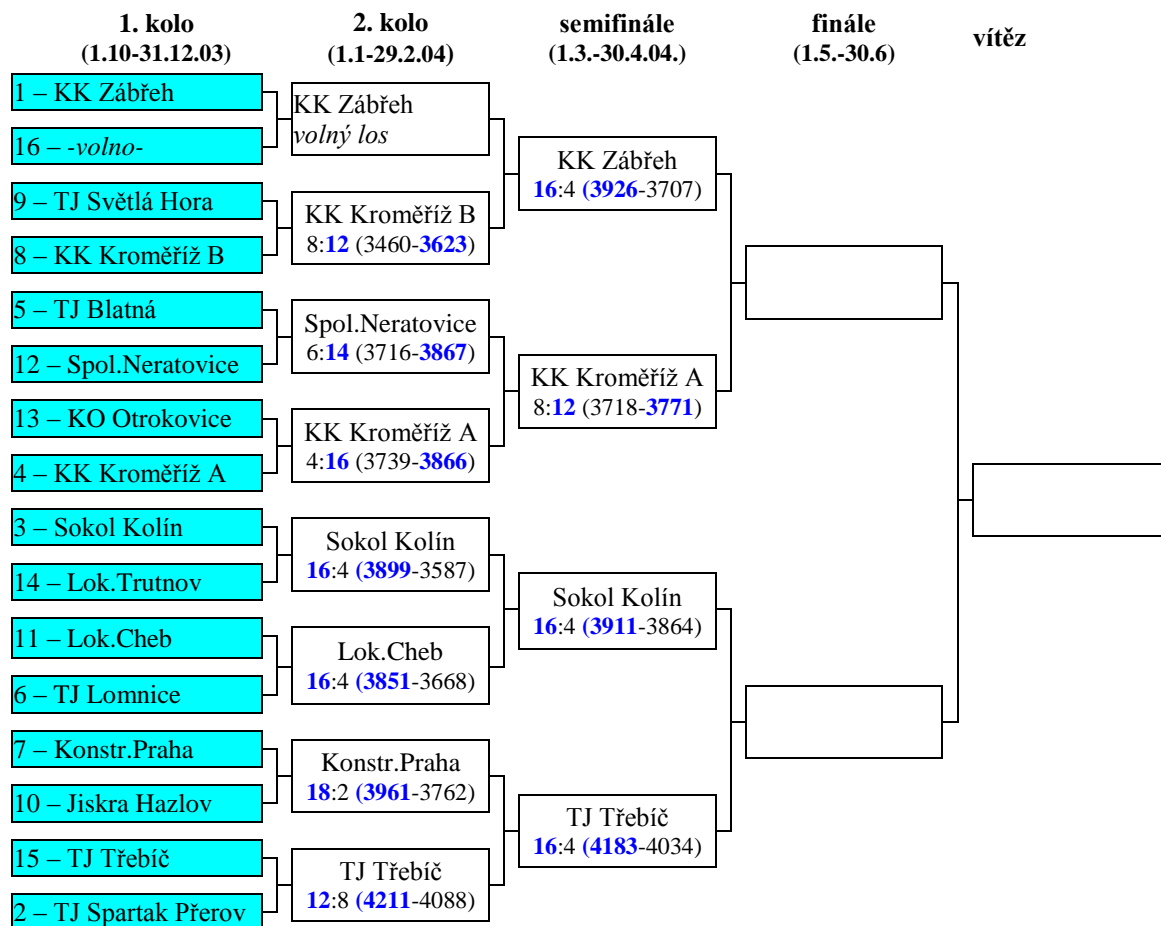 1. kolo
(1.10-31.12.03)
2. kolo
(1.1-29.2.04)
semifinále
(1.3.-30.4.04.)
finále
(1.5.-30.6)
vítěz
1 – KK Zábřeh
16 – -volno-
9 – TJ Světlá Hora
8 – KK Kroměříž B
5 – TJ Blatná
12 – Spol.Neratovice
13 – KO Otrokovice
4 – KK Kroměříž A
3 – Sokol Kolín
14 – Lok.Trutnov
11 – Lok.Cheb
6 – TJ Lomnice
7 – Konstr.Praha
10 – Jiskra Hazlov
15 – TJ Třebíč
2 – TJ Spartak Přerov
KK Zábřeh
volný los
KK Kroměříž B
8:12 (3460-3623)
Spol.Neratovice
6:14 (3716-3867)
KK Kroměříž A
4:16 (3739-3866)
Sokol Kolín
16:4 (3899-3587)
Lok.Cheb
16:4 (3851-3668)
Konstr.Praha
18:2 (3961-3762)
TJ Třebíč
12:8 (4211-4088)
KK Zábřeh
16:4 (3926-3707)
KK Kroměříž A
8:12 (3718-3771)
Sokol Kolín
16:4 (3911-3864)
TJ Třebíč
16:4 (4183-4034)